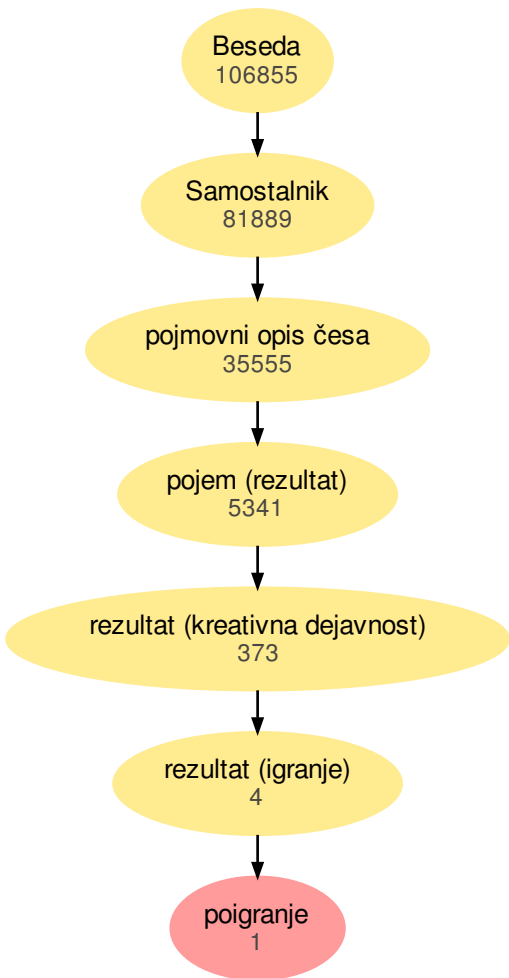 Beseda
106855
Samostalnik
81889
pojmovni opis česa
35555
pojem (rezultat)
5341
rezultat (kreativna dejavnost)
373
rezultat (igranje)
4
poigranje
1